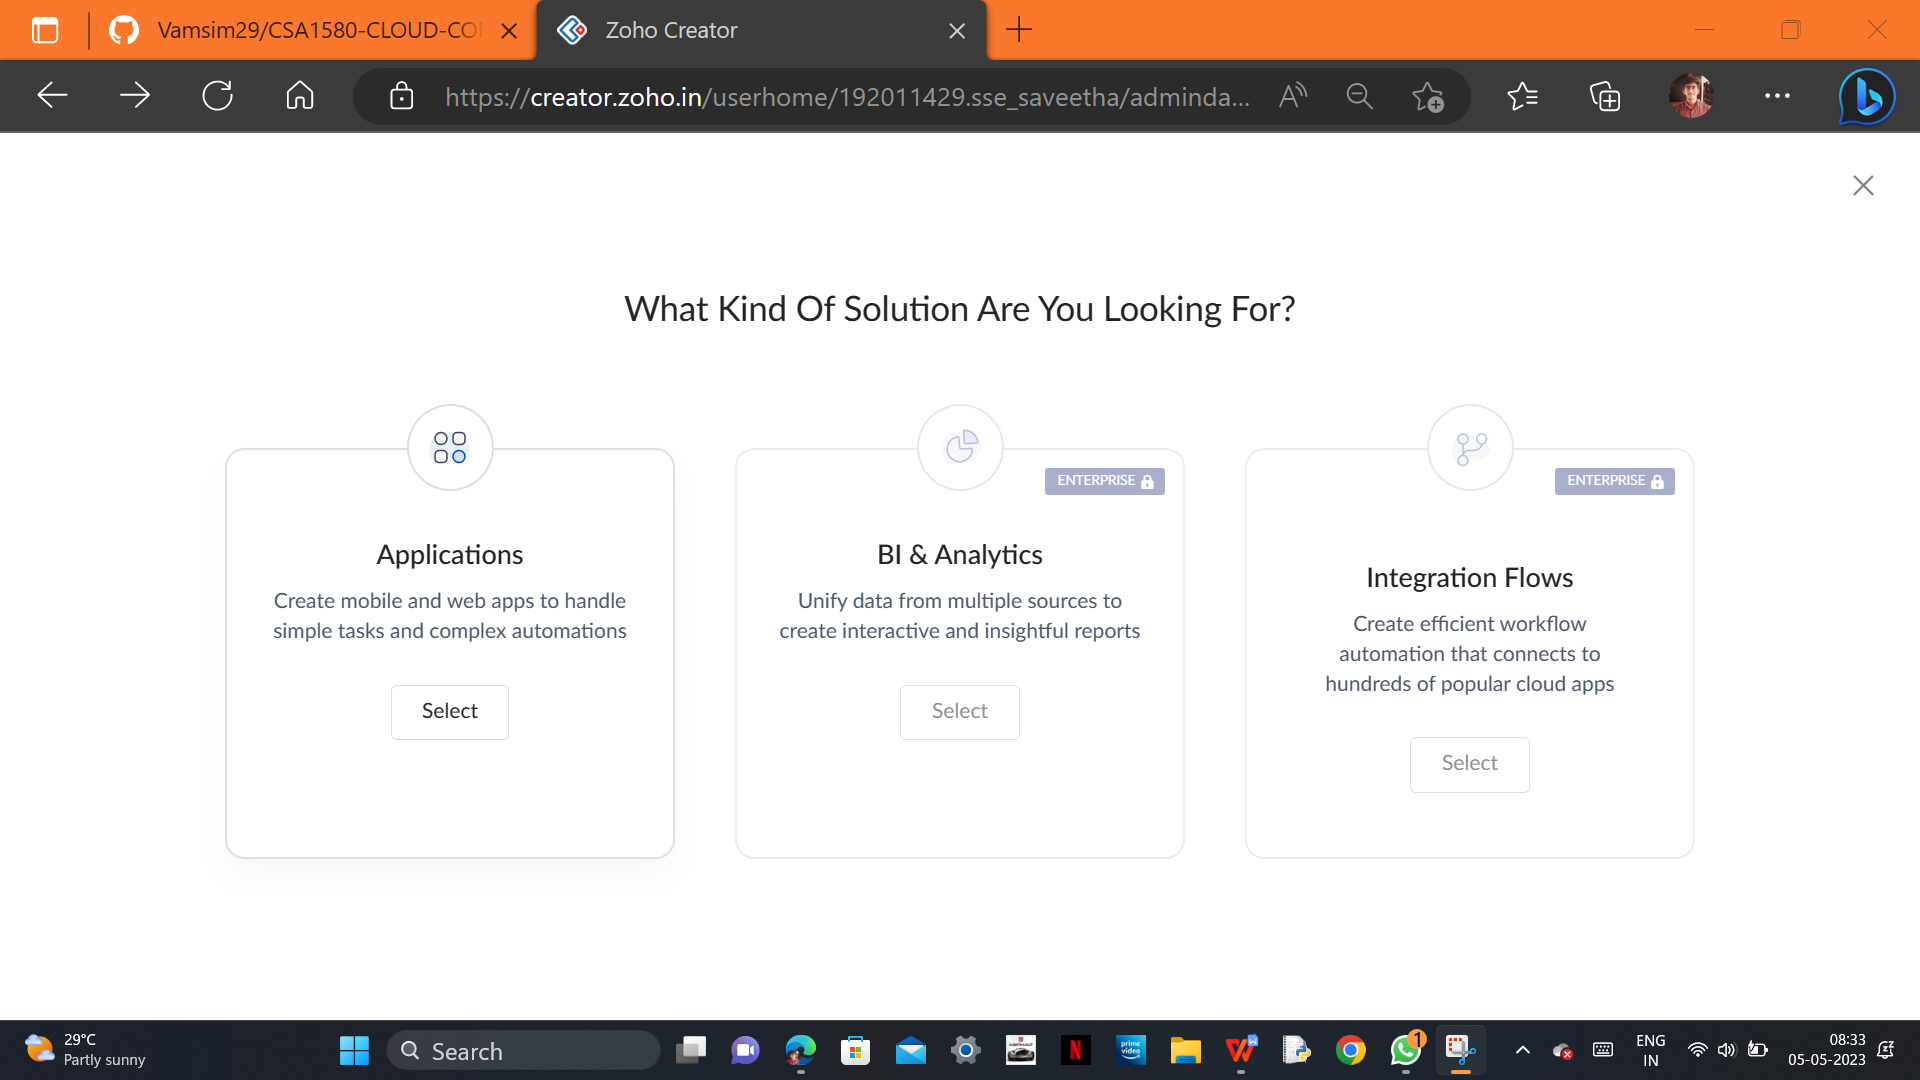 Vamsim29/CSA1580-CLOUD-CO
Zoho Creator
https://creator.zoho.in/userhome/192011429.sse_saveetha/adminda...
What Kind Of Solution Are You Looking For?
Applications
Create mobile and web apps to handle
simple tasks and complex automations
Select
ENTERPRISE
BI & Analytics
Unify data from multiple sources to
create interactive and insightful reports
Select
ENTERPRISE
Integration Flows
Create efficient workflow
automation that connects to
hundreds of popular cloud apps
Select
29°C
Partly sunny
Search
prime
video
1
ENG
IN
08:33
05-05-2023